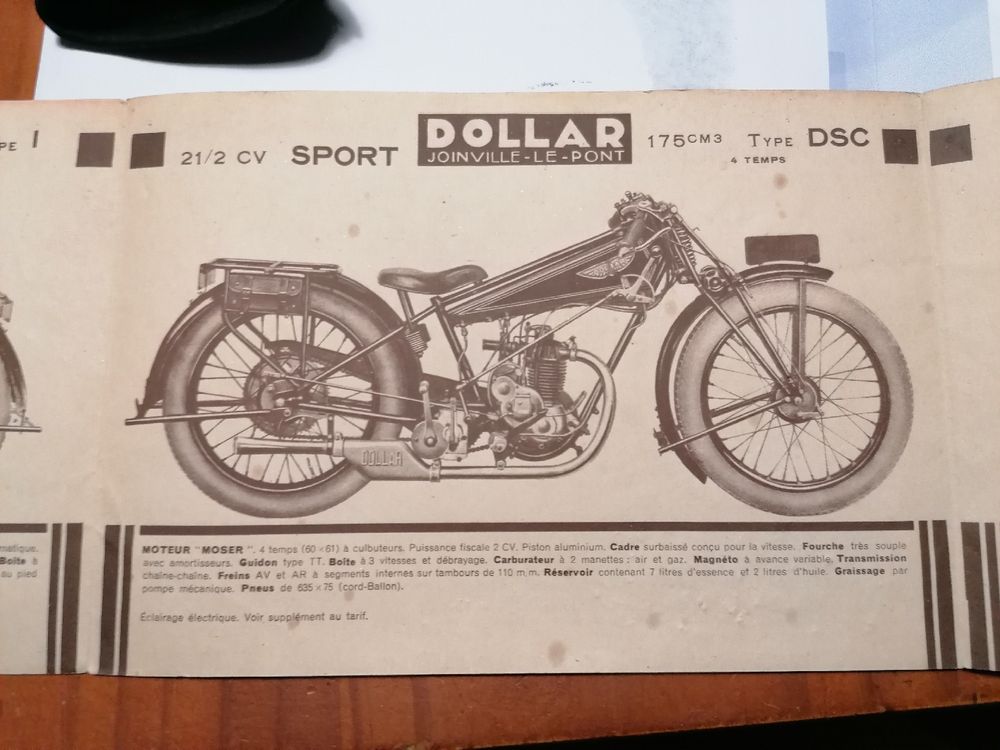 PE I
21/2 CV SPORT
DOLLAR
JOINVILLE-LE-PONT
175CM3 TYPE DSC
4 TEMPS
DOLLAR
MOTEUR "MOSER". 4 temps (60×61) à culbuteurs. Puissance fiscale 2 CV. Piston aluminium. Cadre surbaissé conçu pour la vitesse. Fourche très souple
avec amortisseurs. Guidon type TT. Boîte à 3 vitesses et débrayage. Carburateur à 2 manettes: air et gaz. Magnéto à avance variable. Transmission
chaîne-chaîne. Freins AV et AR à segments internes sur tambours de 110 m/m. Réservoir contenant 7 litres d'essence et 2 litres d'huile. Graissage par
pompe mécanique. Pneus de 635×75 (cord-Ballon).
Eclairage électrique. Voir supplément au tarif.
matique.
Boîte à
au pied